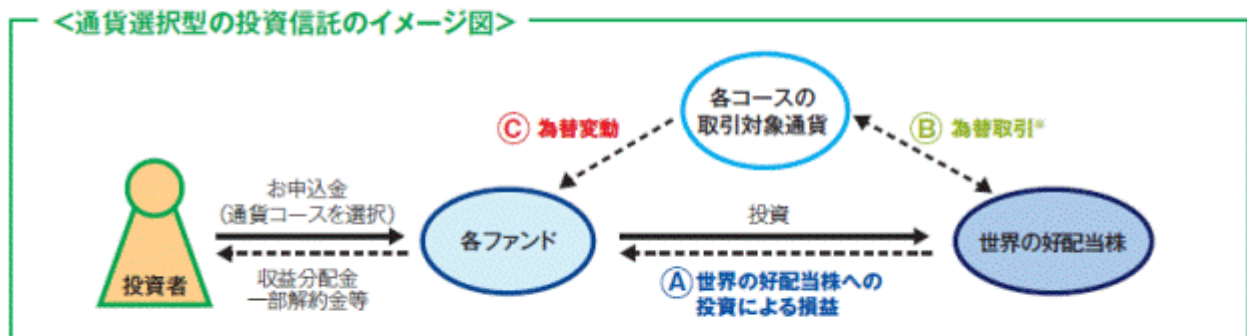 <通貨選択型の投資信託のイメージ図>
各コースの
取引対象通貨
Ⓒ 為替変動
Ⓑ 為替取引※
お申込金
(通貨コースを選択)
各ファンド
投資
世界の好配当株
投資者
収益分配金
一部解約金等
Ⓐ 世界の好配当株への
投資による損益